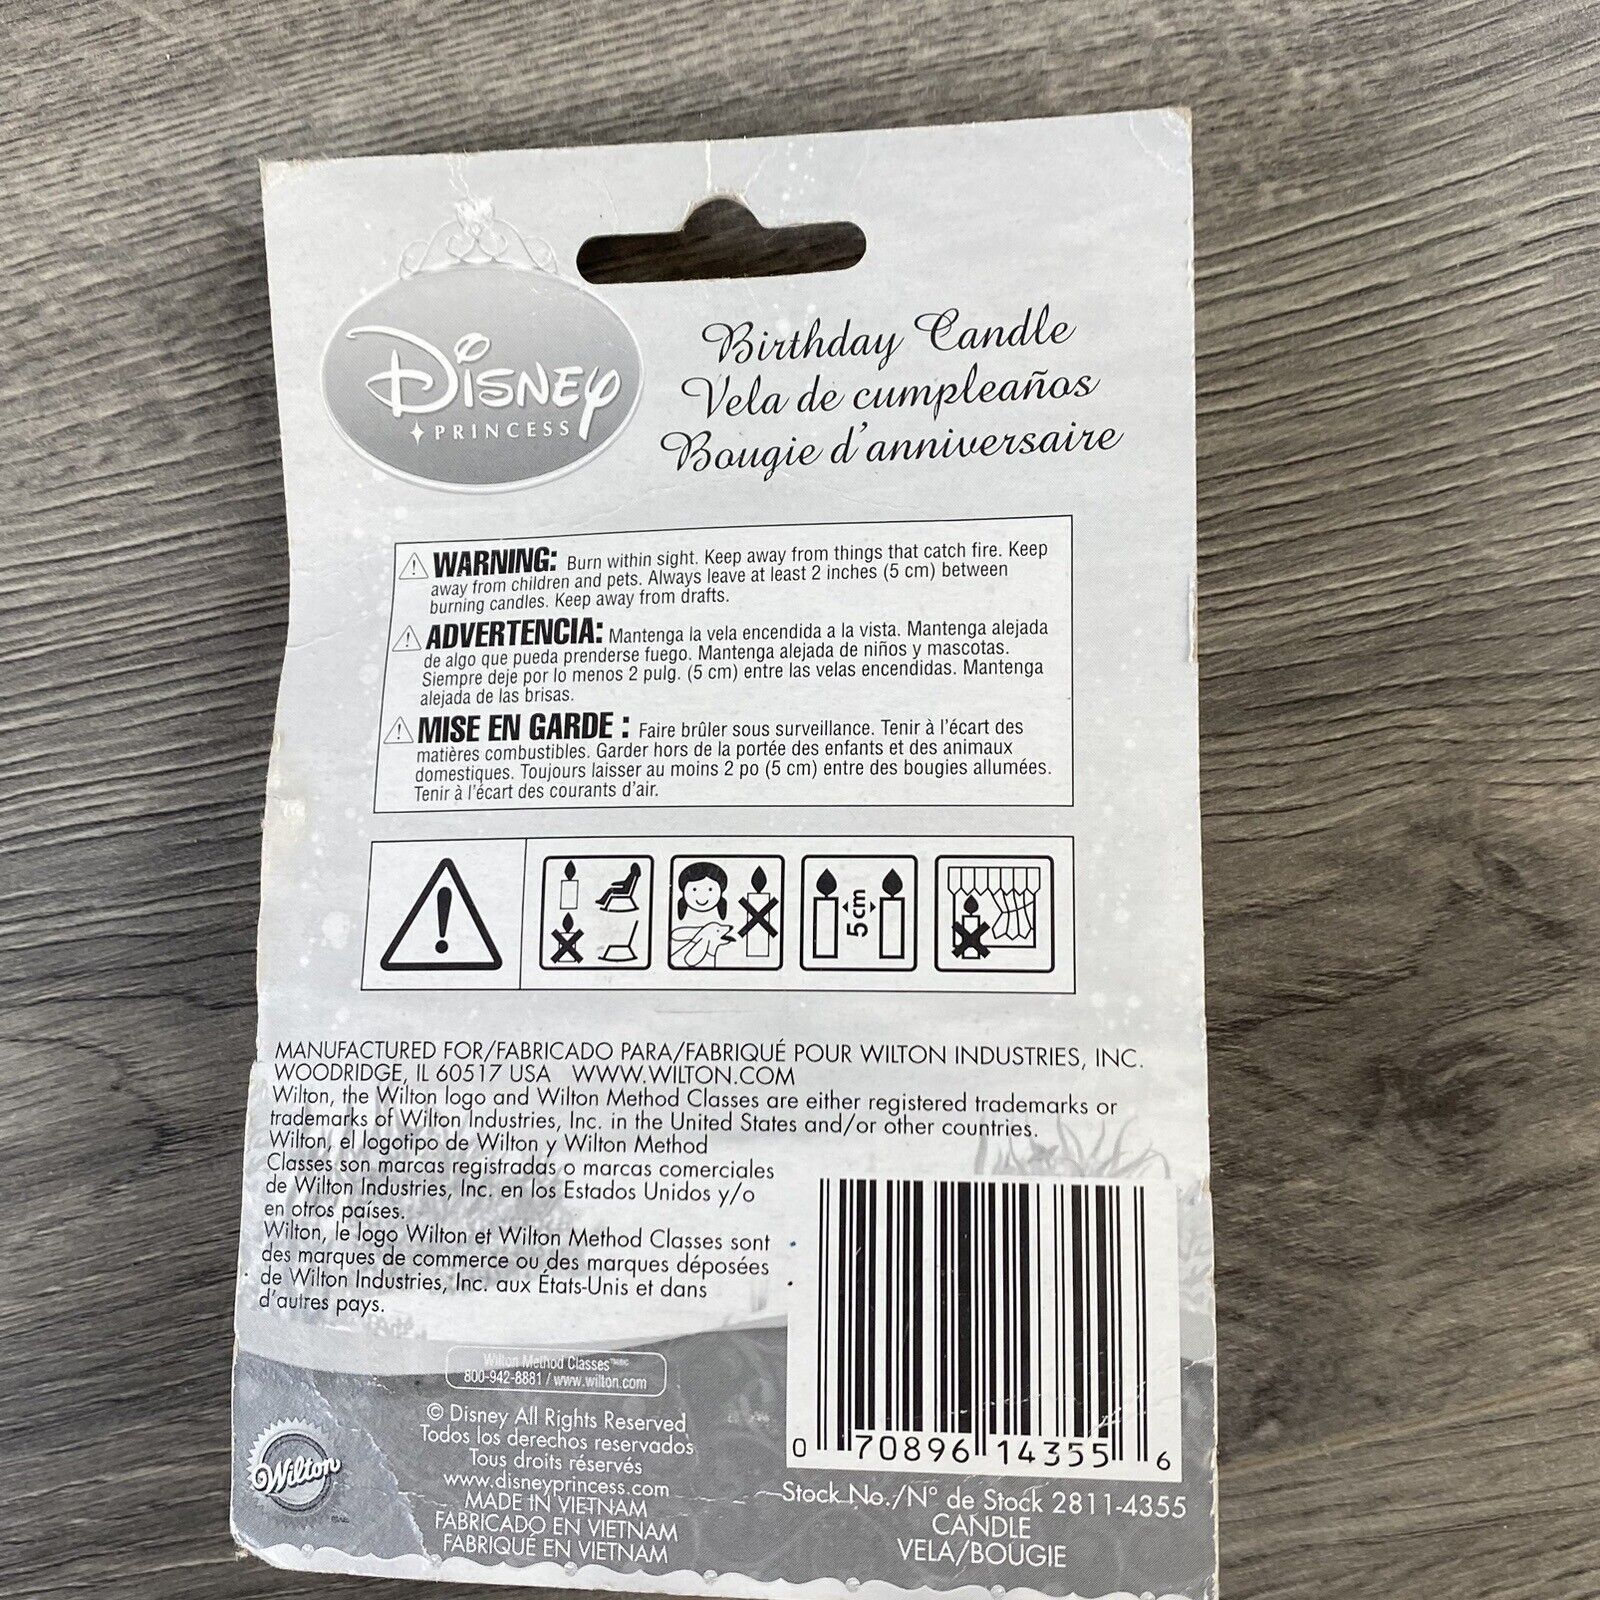 Disney
PRINCESS
Birthday Candle
Vela de cumpleaños
Bougie d'anniversaire
WARNING: Burn within sight. Keep away from things that catch fire. Keep
away from children and pets. Always leave at least 2 inches (5 cm) between
burning candles. Keep away from drafts.
ADVERTENCIA: Mantenga la vela encendida a la vista. Mantenga alejada
de algo que pueda prenderse fuego. Mantenga alejada de niños y mascotas.
Siempre deje por lo menos 2 pulg. (5 cm) entre las velas encendidas. Mantenga
alejada de las brisas.
MISE EN GARDE : Faire brûler sous surveillance. Tenir à l'écart des
matières combustibles. Garder hors de la portée des enfants et des animaux
domestiques. Toujours laisser au moins 2 po (5 cm) entre des bougies allumées.
Tenir à l'écart des courants d'air.
5 cm
MANUFACTURED FOR/FABRICADO PARA/FABRIQUÉ POUR WILTON INDUSTRIES, INC.
WOODRIDGE, IL 60517 USA WWW.WILTON.COM
Wilton, the Wilton logo and Wilton Method Classes are either registered trademarks or
trademarks of Wilton Industries, Inc. in the United States and/or other countries.
Wilton, el logotipo de Wilton y Wilton Method
Classes son marcas registradas o marcas comerciales
de Wilton Industries, Inc. en los Estados Unidos y/o
en otros países.
Wilton, le logo Wilton et Wilton Method Classes sont
des marques de commerce ou des marques déposées
de Wilton Industries, Inc. aux États-Unis et dans
d'autres pays.
Wilton Method Classes
800-942-8881 / www.wilton.com
© Disney All Rights Reserved
Todos los derechos reservados
Tous droits réservés
www.disneyprincess.com
MADE IN VIETNAM
FABRICADO EN VIETNAM
FABRIQUÉ EN VIETNAM
Wilton
0 70896 14355 6
Stock No./N° de Stock 2811-4355
CANDLE
VELA/BOUGIE